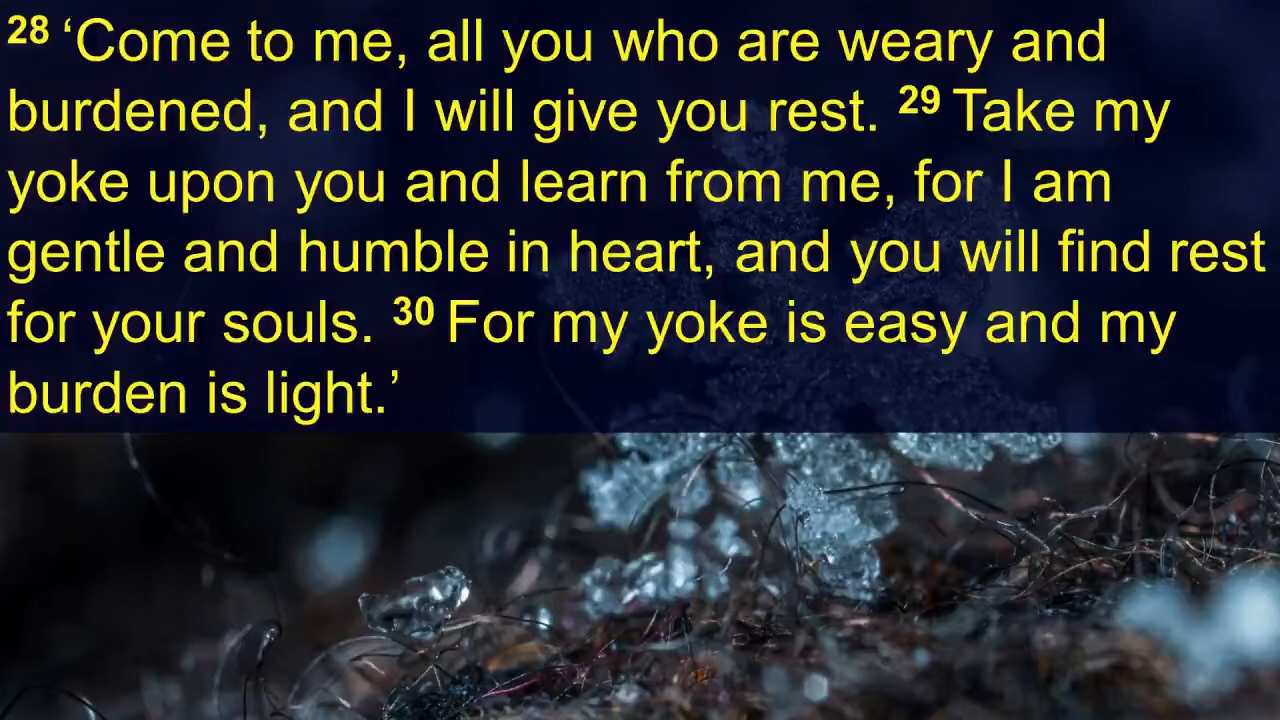 28 ‘Come to me, all you who are weary and
burdened, and I will give you rest. 29 Take my
yoke upon you and learn from me, for I am
gentle and humble in heart, and you will find rest
for your souls. 30 For my yoke is easy and my
burden is light.’